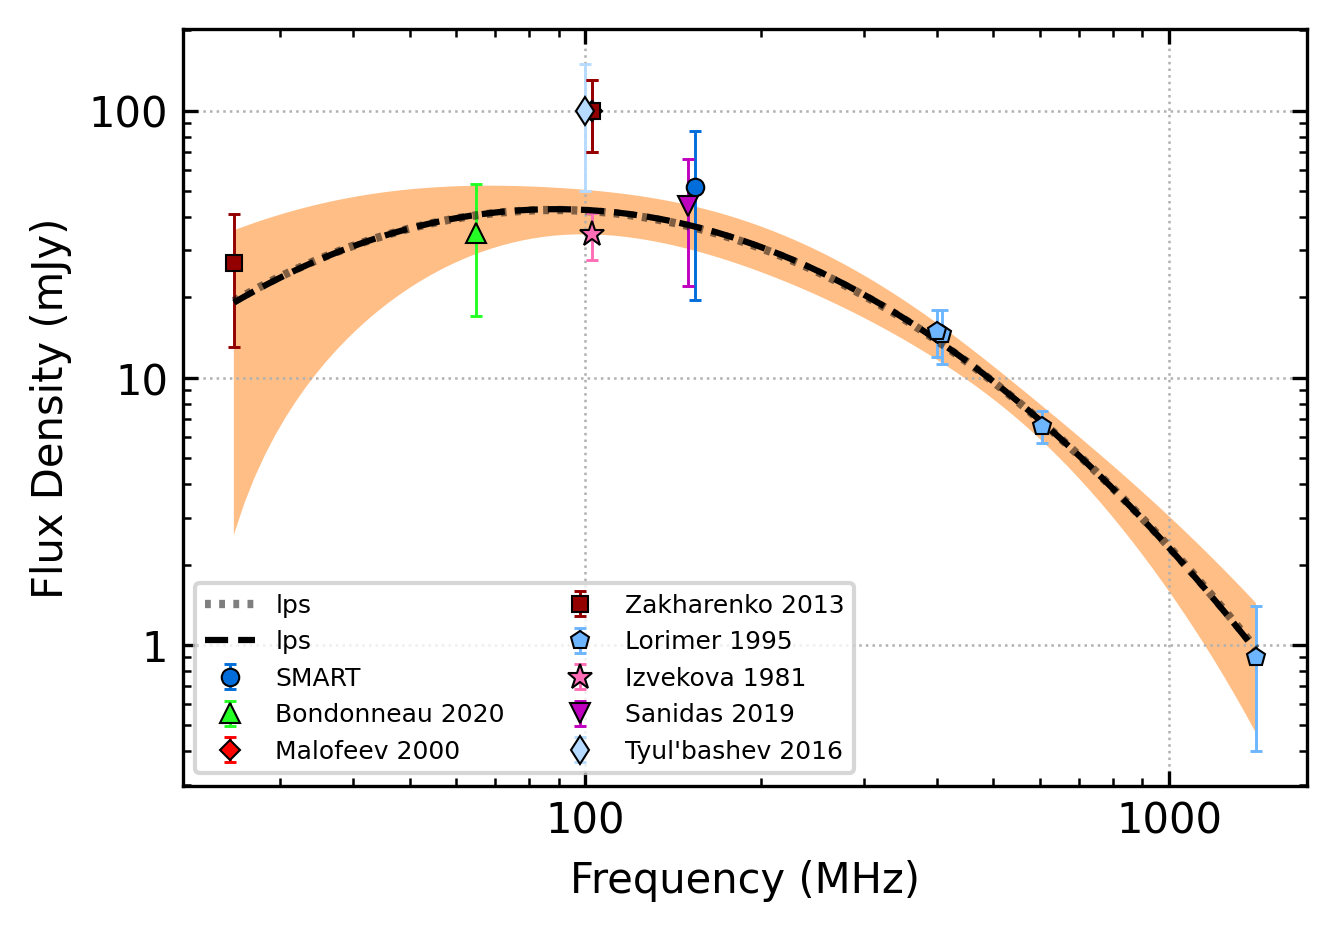 100
10
1
Flux Density (mJy)
lps
lps
SMART
Bondonneau 2020
Malofeev 2000
Zakharenko 2013
Lorimer 1995
Izvekova 1981
Sanidas 2019
Tyul'bashev 2016
100
1000
Frequency (MHz)